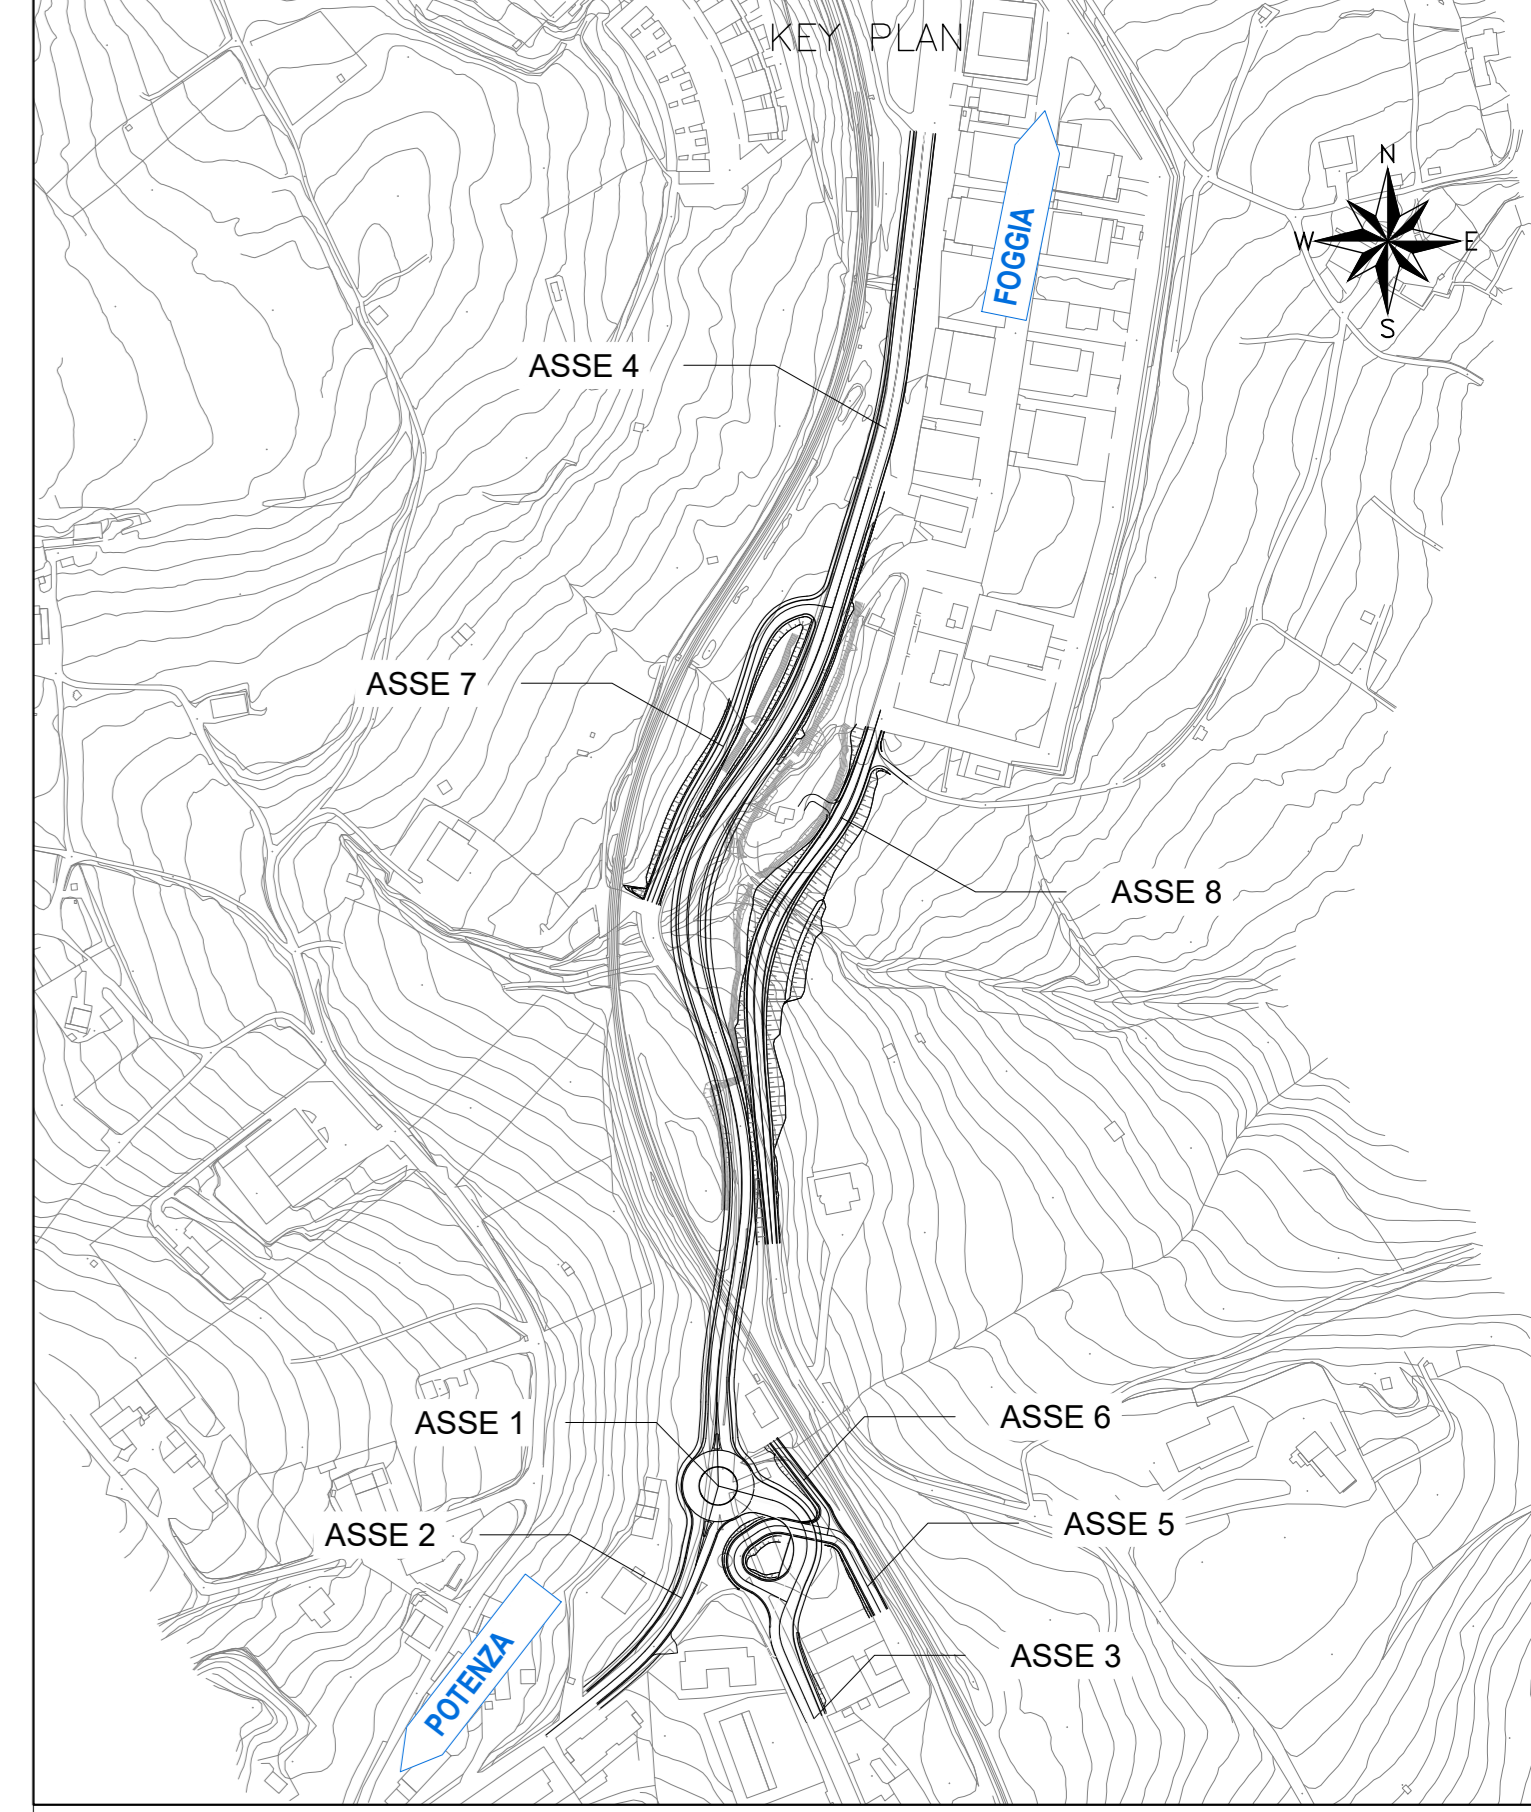 KEY PLAN
N
FOGGIA
W
E
S
ASSE 4
ASSE 7
ASSE 8
ASSE 1
ASSE 6
ASSE 5
ASSE 2
ASSE 3
POTENZA